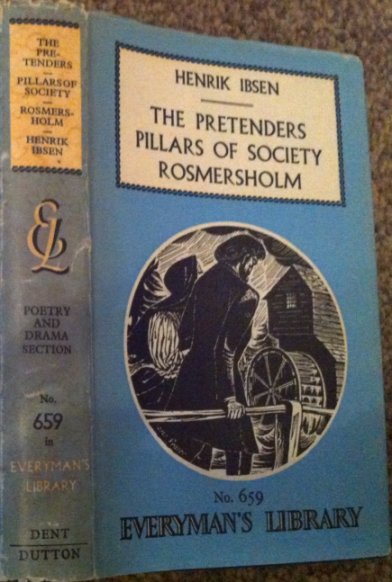 THE
PRE-
TENDERS
PILLARS OF
SOCIETY
ROSMERS-
HOLM
HENRIK
IBSEN
EL
POETRY
AND
DRAMA
SECTION
No.
659
in
EVERYMAN'S
LIBRARY
DENT
DUTTON
HENRIK IBSEN
THE PRETENDERS
PILLARS OF SOCIETY
ROSMERSHOLM
No. 659
EVERYMAN'S LIBRARY